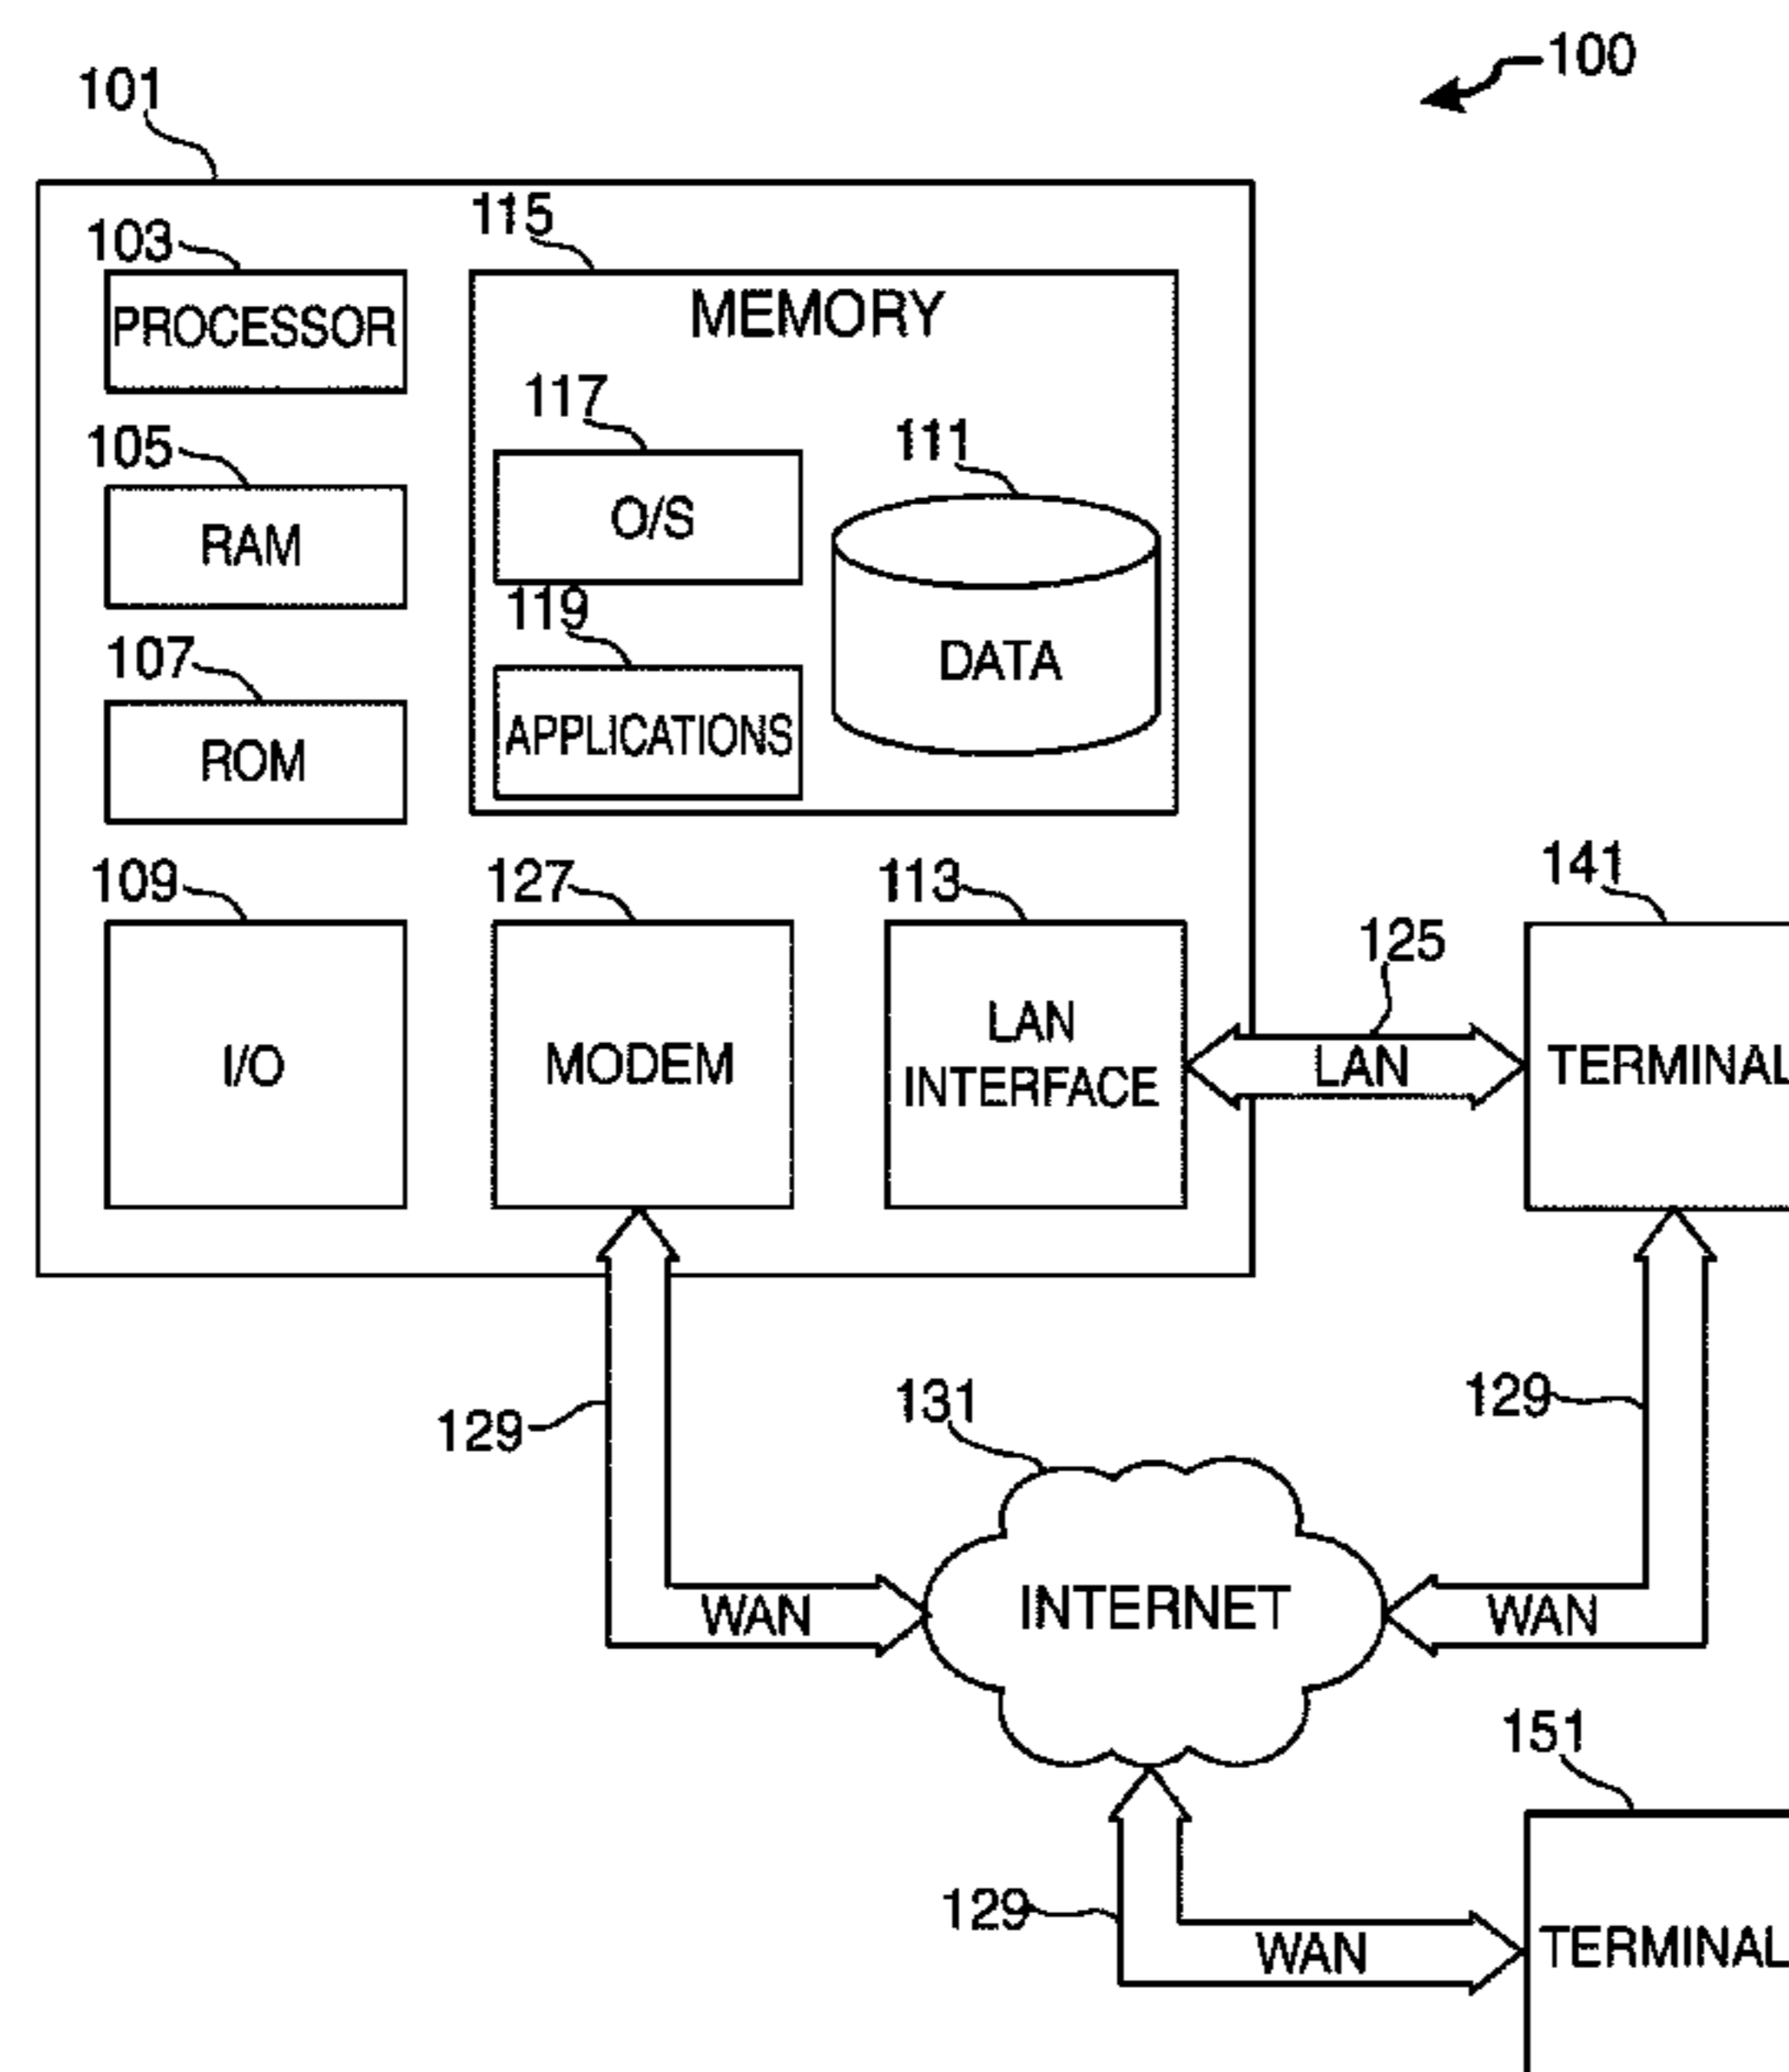 100
101
103
PROCESSOR
115
MEMORY
117
O/S
111
DATA
105
RAM
119
APPLICATIONS
107
ROM
109
I/O
127
MODEM
113
LAN
INTERFACE
125
LAN
141
TERMINAL
129
WAN
131
INTERNET
129
WAN
151
TERMINAL
129
WAN